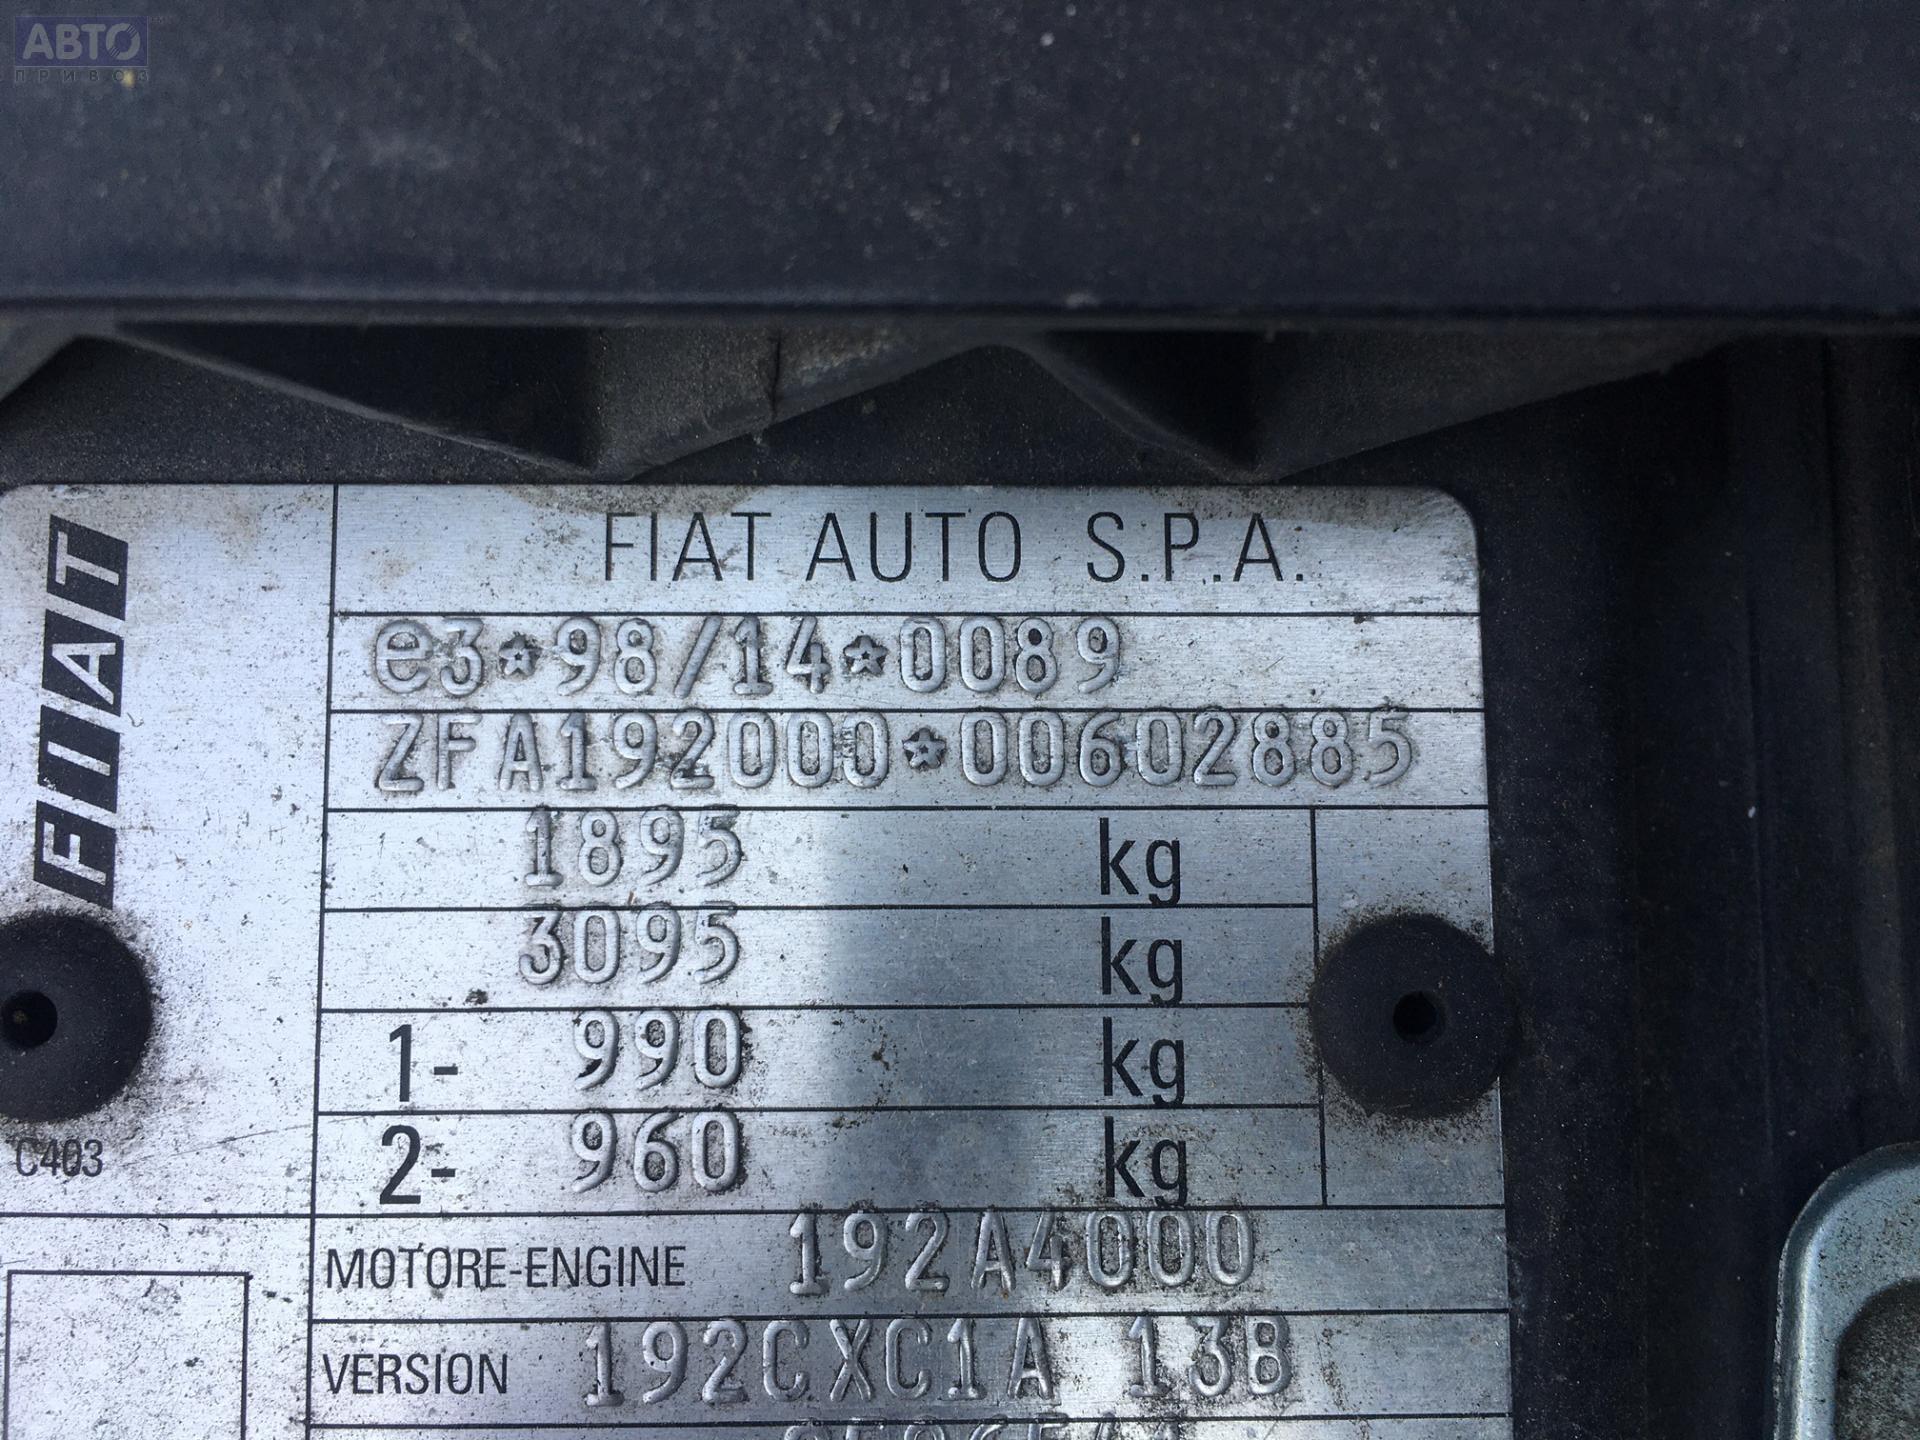 АВТО
ПРИВОЗ
FIAT
FIAT AUTO S.P.A.
e3*98/14*0089
ZFA192000*00602885
1895 kg
3095 kg
1- 990 kg
2- 960 kg
C403
MOTORE-ENGINE 192A4000
VERSION 192CXC1A 13B